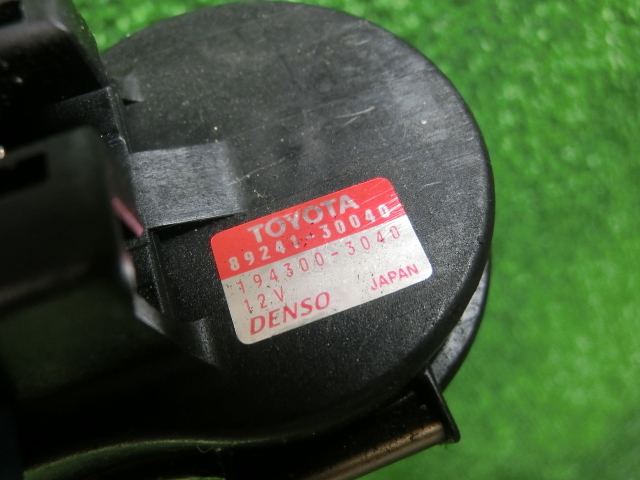 TOYOTA
89241-30040
194300-3040
12V
DENSO JAPAN